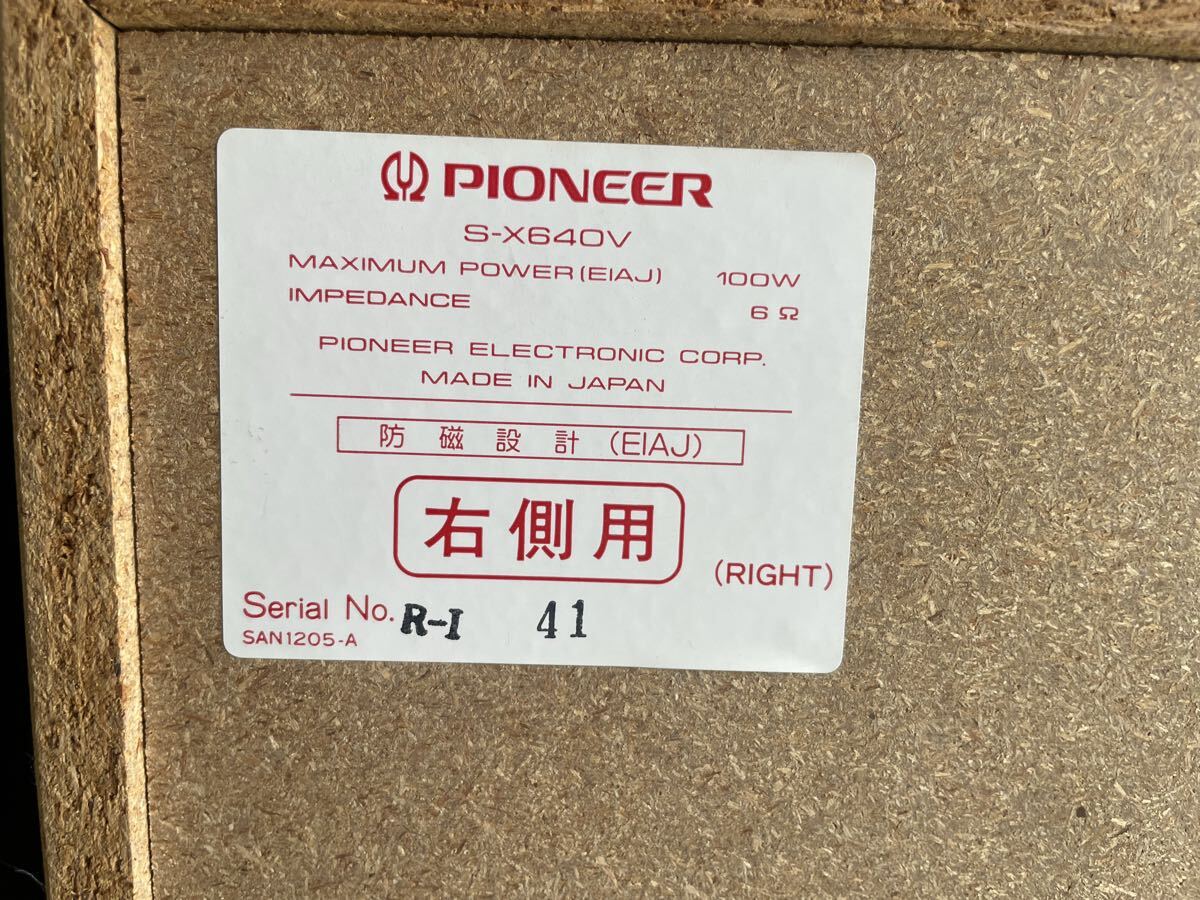 PIONEER
S-X640V
MAXIMUM POWER(EIAJ) 100W
IMPEDANCE 6Ω
PIONEER ELECTRONIC CORP.
MADE IN JAPAN
防磁設計(EIAJ)
右側用
(RIGHT)
Serial No. R-I 41
SAN1205-A